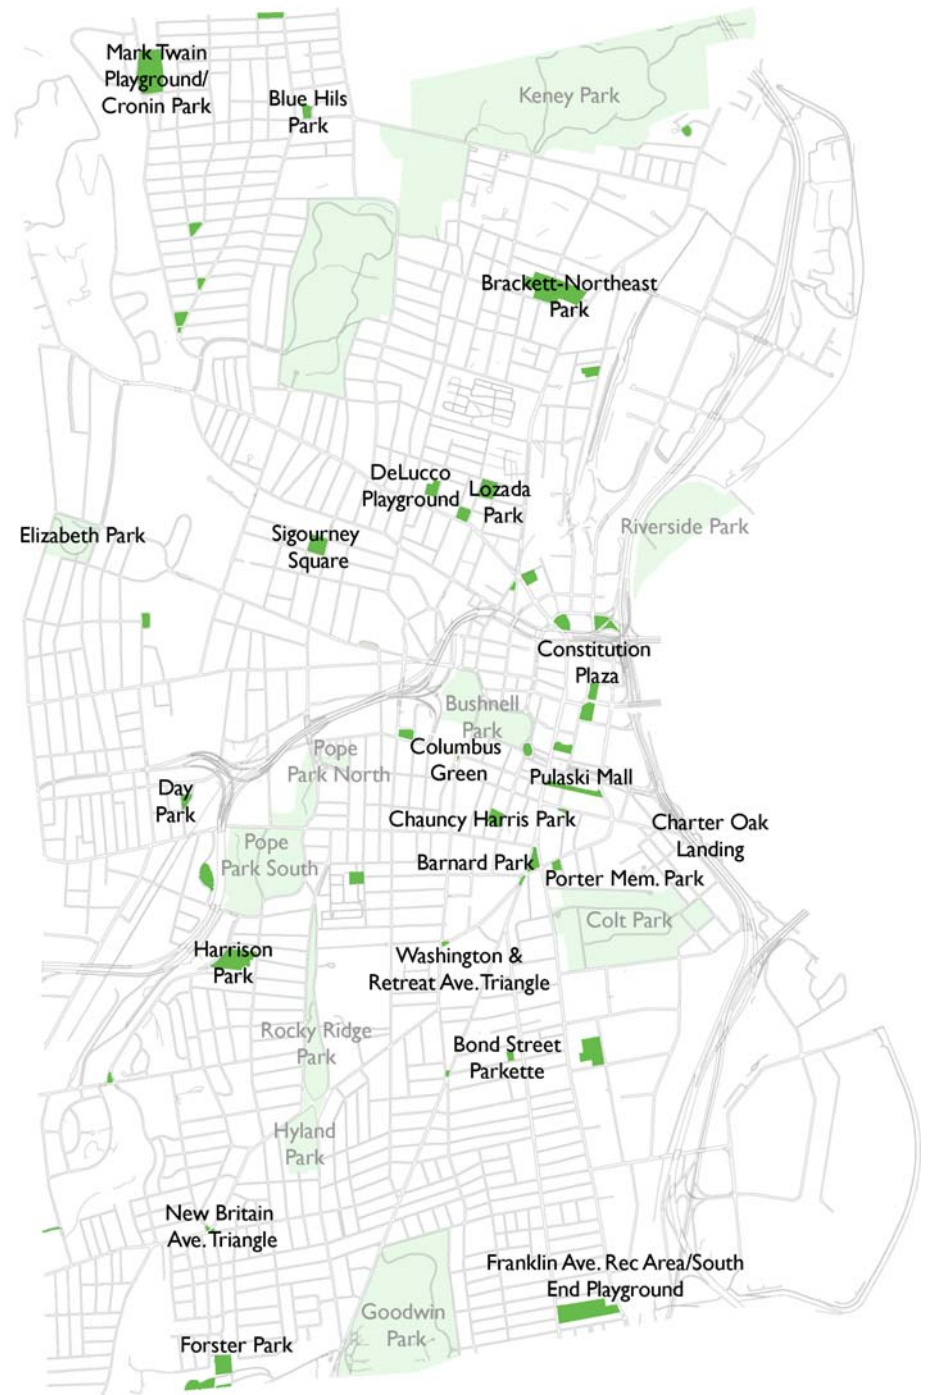 Mark Twain
Playground/
Cronin Park
Blue Hils
Park
Keney Park
Brackett-Northeast
Park
DeLucco
Playground
Lozada
Park
Elizabeth Park
Sigourney
Square
Riverside Park
Constitution
Plaza
Bushnell
Park
Pope
Park North
Columbus
Green
Pulaski Mall
Day
Park
Chauncy Harris Park
Charter Oak
Landing
Pope
Park South
Barnard Park
Porter Mem. Park
Colt Park
Harrison
Park
Washington &
Retreat Ave. Triangle
Rocky Ridge
Park
Bond Street
Parkette
Hyland
Park
New Britain
Ave. Triangle
Franklin Ave. Rec Area/South
End Playground
Goodwin
Park
Forster Park